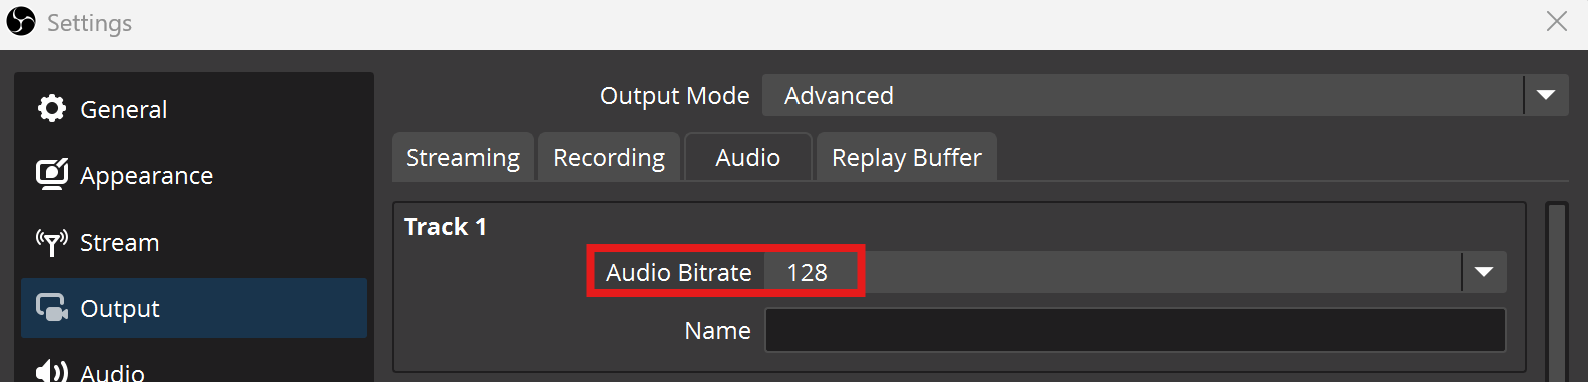 Settings
General
Appearance
Stream
Output
Audio
Output Mode Advanced
Streaming Recording Audio Replay Buffer
Track 1
Audio Bitrate 128
Name